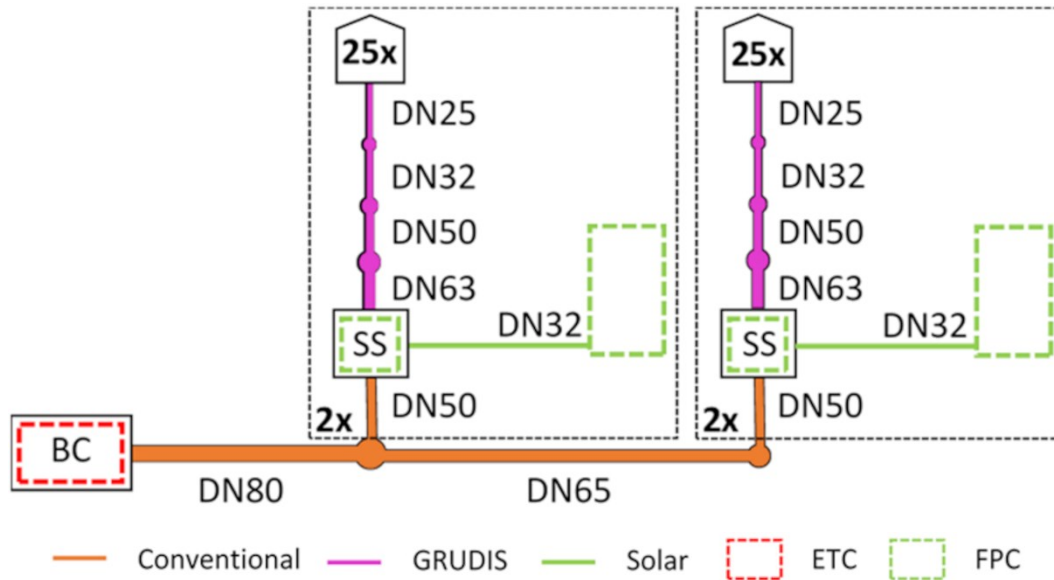 25x
DN25
DN32
DN50
DN63
SS
DN32
DN50
2x
25x
DN25
DN32
DN50
DN63
SS
DN32
DN50
2x
BC
DN80
DN65
Conventional
GRUDIS
Solar
ETC
FPC